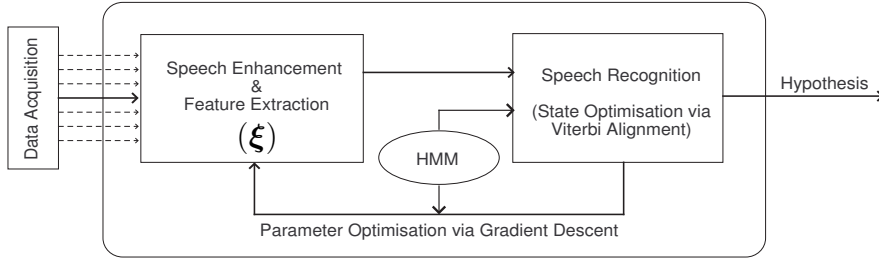 Data Acquisition
Speech Enhancement
&
Feature Extraction
(ξ)
Speech Recognition
(State Optimisation via
Viterbi Alignment)
HMM
Hypothesis
Parameter Optimisation via Gradient Descent